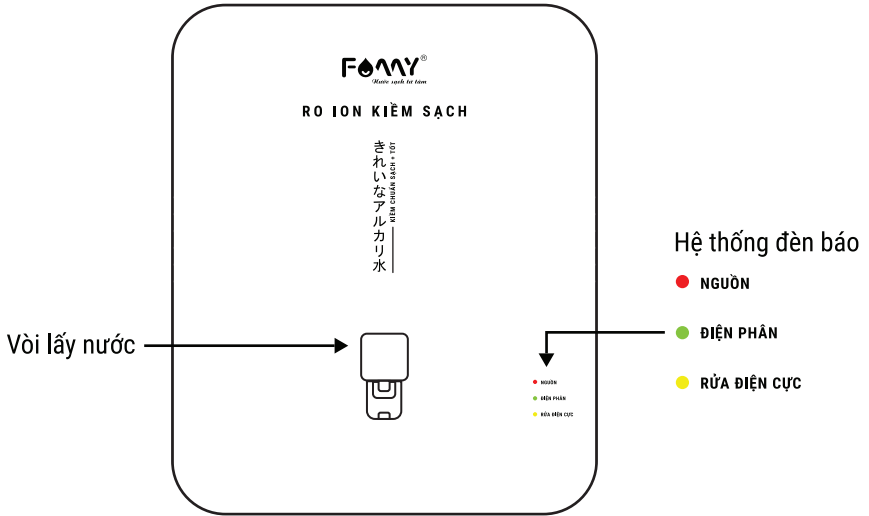 FOMMY®
Nước sạch từ tâm
RO ION KIỀM SẠCH
きれいなアルカリ水
KIỀM CHUẨN SẠCH + TỐT
Vòi lấy nước
NGUỒN
ĐIỆN PHÂN
RỬA ĐIỆN CỰC
Hệ thống đèn báo
NGUỒN
ĐIỆN PHÂN
RỬA ĐIỆN CỰC